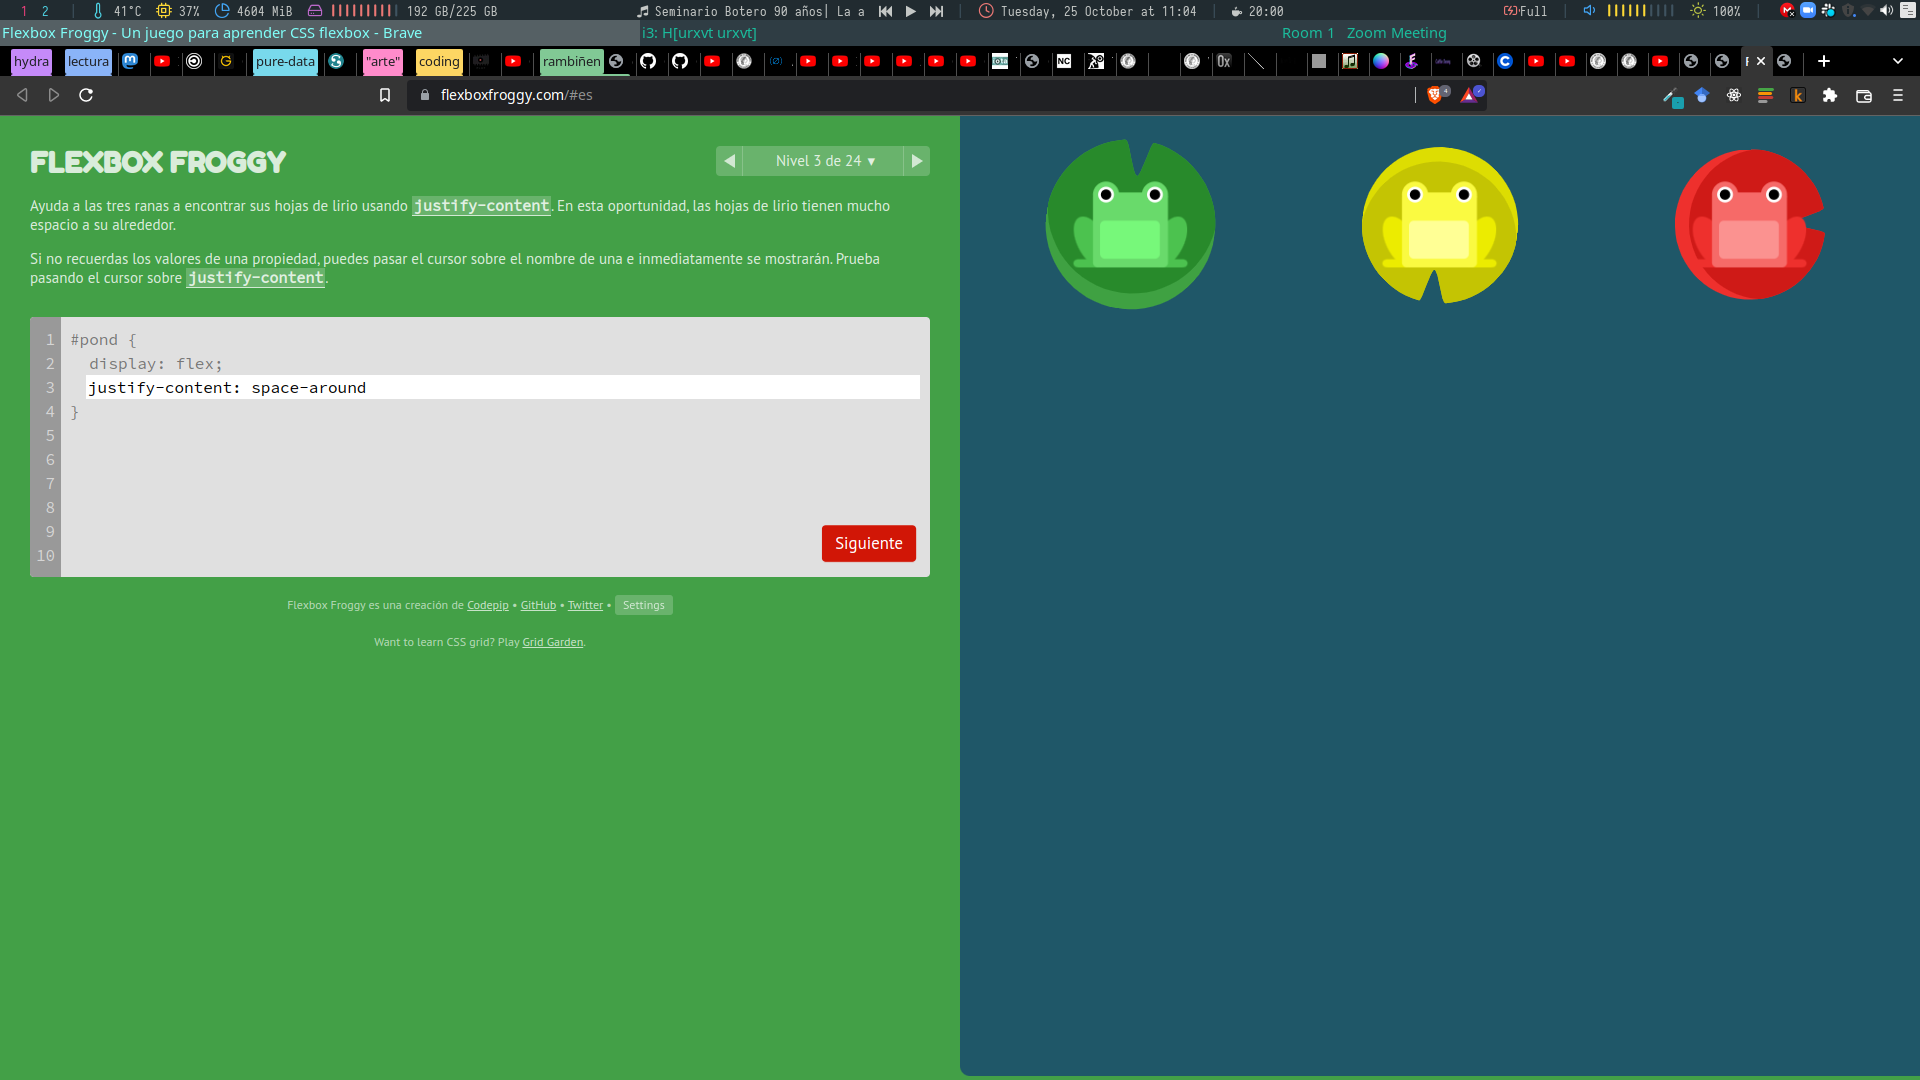 1 2 41°C 37% 4604 MiB 192 GB/225 GB Seminario Botero 90 años| La a Tuesday, 25 October at 11:04 20:00 Full 100%
Flexbox Froggy - Un juego para aprender CSS flexbox - Brave i3: H[urxvt urxvt] Room 1 Zoom Meeting
hydra lectura pure-data "arte" coding rambiñen
flexboxfroggy.com/#es
FLEXBOX FROGGY
Nivel 3 de 24 ▼
Ayuda a las tres ranas a encontrar sus hojas de lirio usando justify-content. En esta oportunidad, las hojas de lirio tienen mucho
espacio a su alrededor.
Si no recuerdas los valores de una propiedad, puedes pasar el cursor sobre el nombre de una e inmediatamente se mostrarán. Prueba
pasando el cursor sobre justify-content.
1 #pond {
2 display: flex;
3 justify-content: space-around
4 }
5
6
7
8
9
10
Siguiente
Flexbox Froggy es una creación de Codepip • GitHub • Twitter • Settings
Want to learn CSS grid? Play Grid Garden.